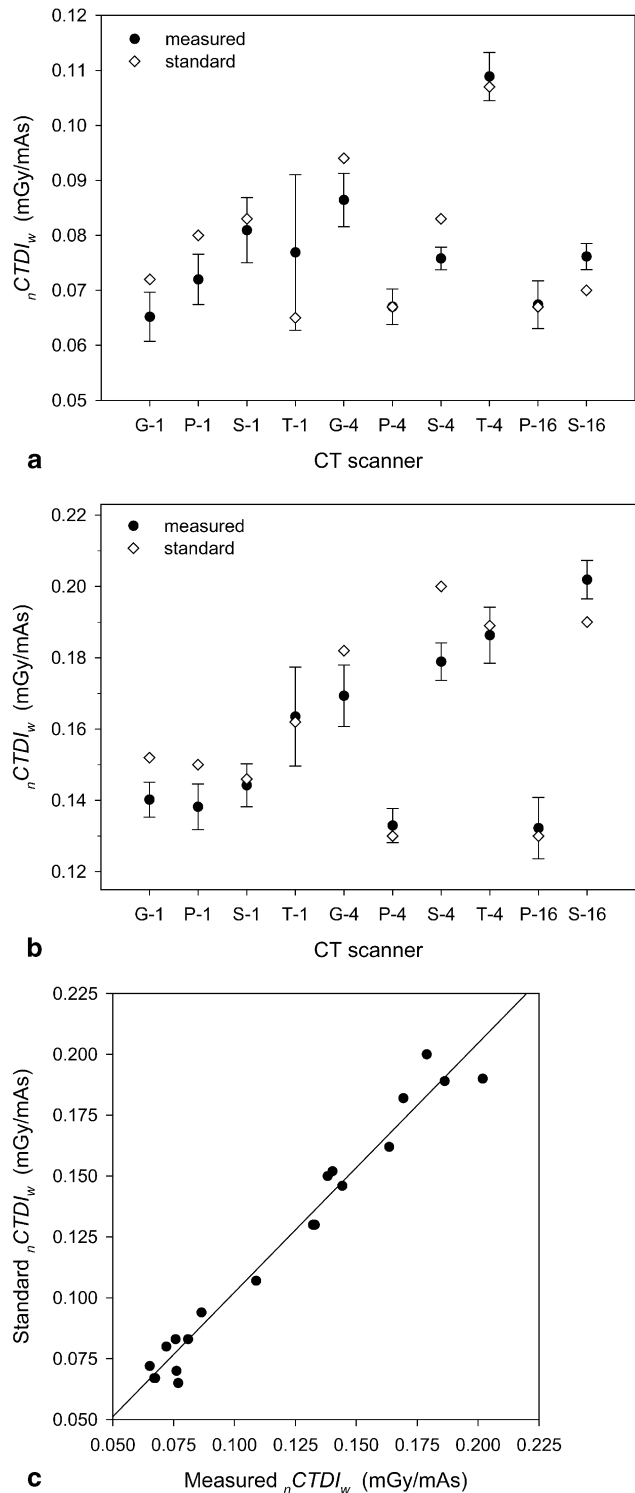 0.12
measured
standard
0.11
0.10
0.09
0.08
0.07
0.06
0.05
nCTDIw (mGy/mAs)
G-1 P-1 S-1 T-1 G-4 P-4 S-4 T-4 P-16 S-16
a
CT scanner
0.22
measured
standard
0.20
0.18
0.16
0.14
0.12
nCTDIw (mGy/mAs)
G-1 P-1 S-1 T-1 G-4 P-4 S-4 T-4 P-16 S-16
b
CT scanner
0.225
0.200
0.175
0.150
0.125
0.100
0.075
0.050
Standard nCTDIw (mGy/mAs)
0.050 0.075 0.100 0.125 0.150 0.175 0.200 0.225
c
Measured nCTDIw (mGy/mAs)